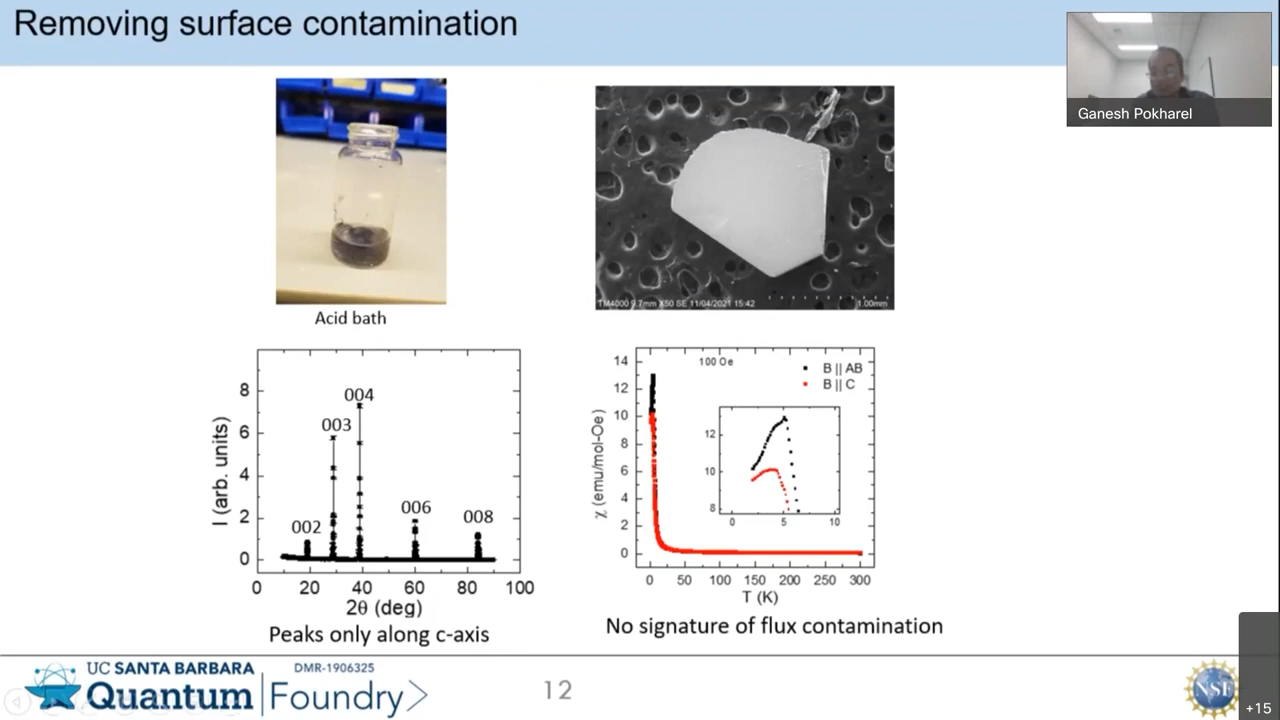 Removing surface contamination
Ganesh Pokharel
Acid bath
TM4000 9.7mm X50 SE 11/04/2021 15:42
1.00mm
I (arb. units)
8
6
4
2
0
002
003
004
006
008
0 20 40 60 80 100
2θ (deg)
Peaks only along c-axis
χ (emu/mol-Oe)
14
12
10
8
6
4
2
0
100 Oe
B || AB
B || C
12
10
8
0 5 10
0 50 100 150 200 250 300
T (K)
No signature of flux contamination
UC SANTA BARBARA
Quantum Foundry
DMR-1906325
12
NSF
+15